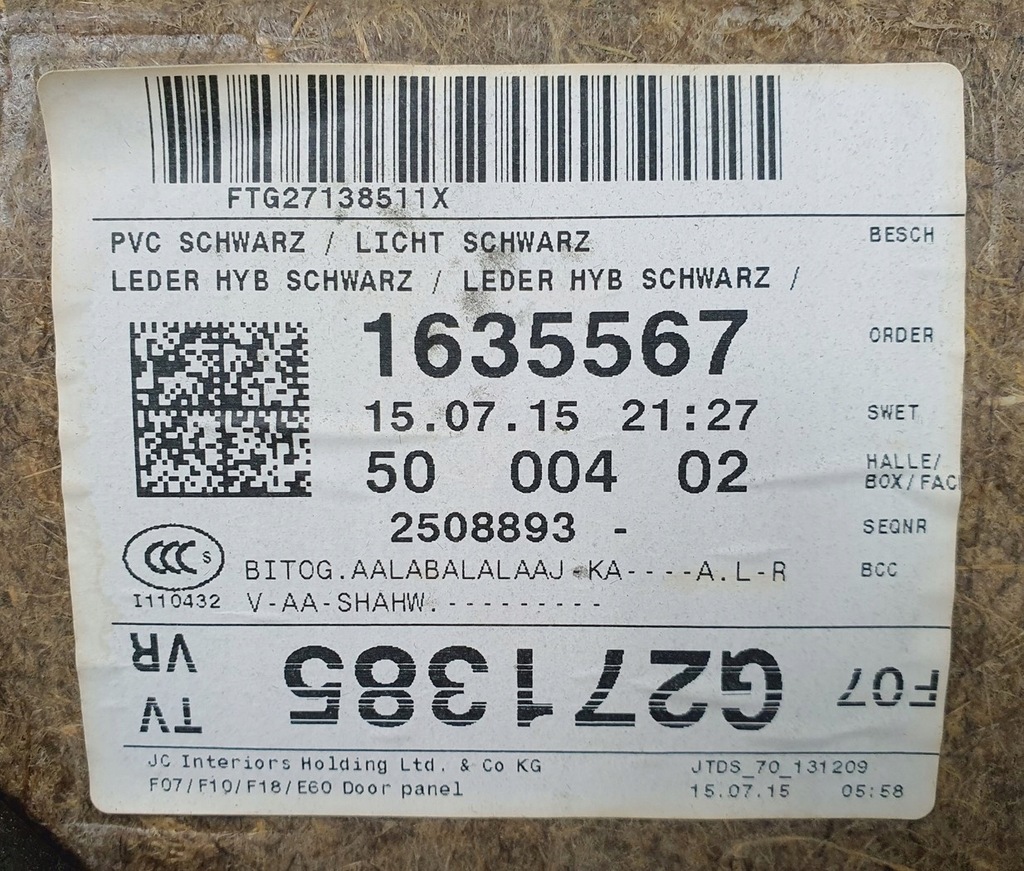 FTG27138511X
PVC SCHWARZ / LICHT SCHWARZ BESCH
LEDER HYB SCHWARZ / LEDER HYB SCHWARZ /
1635567 ORDER
15.07.15 21:27 SWET
50 004 02 HALLE/
BOX/FAC
2508893 - SEQNR
CCC S
BITOG.AALABALALAAJ-KA----A.L-R BCC
I110432 V-AA-SHAHW.---------
F07 G271385 TV
VR
JC Interiors Holding Ltd. & Co KG JTDS_70_131209
F07/F10/F18/E60 Door panel 15.07.15 05:58